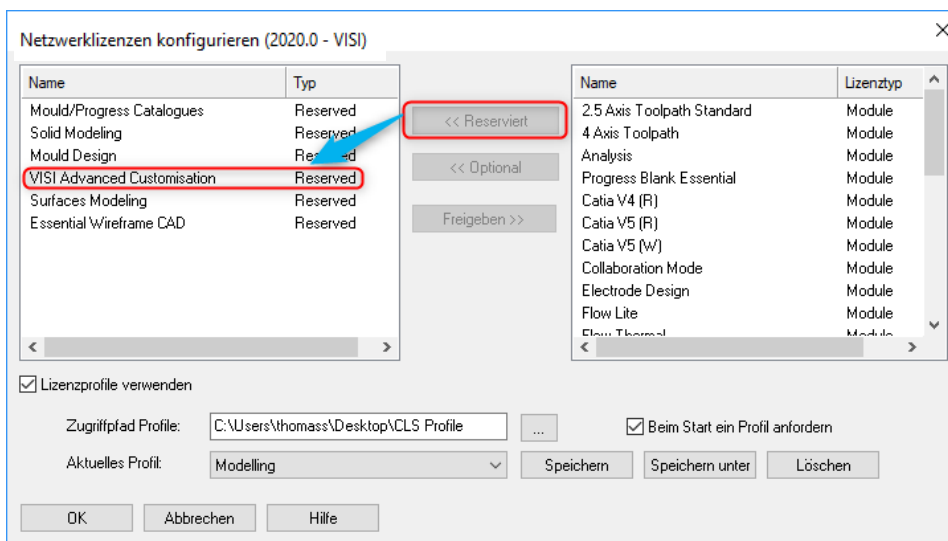 Netzwerklizenzen konfigurieren (2020.0 - VISI)
Name Typ
Mould/Progress Catalogues Reserved
Solid Modeling Reserved
Mould Design Reserved
VISI Advanced Customisation Reserved
Surfaces Modeling Reserved
Essential Wireframe CAD Reserved
<< Reserviert
<< Optional
Freigeben >>
Name Lizenztyp
2.5 Axis Toolpath Standard Module
4 Axis Toolpath Module
Analysis Module
Progress Blank Essential Module
Catia V4 (R) Module
Catia V5 (R) Module
Catia V5 (W) Module
Collaboration Mode Module
Electrode Design Module
Flow Lite Module
Flow Thermal Module
Lizenzprofile verwenden
Zugriffpfad Profile: C:\Users\thomass\Desktop\CLS Profile ... Beim Start ein Profil anfordern
Aktuelles Profil: Modelling Speichern Speichern unter Löschen
OK Abbrechen Hilfe